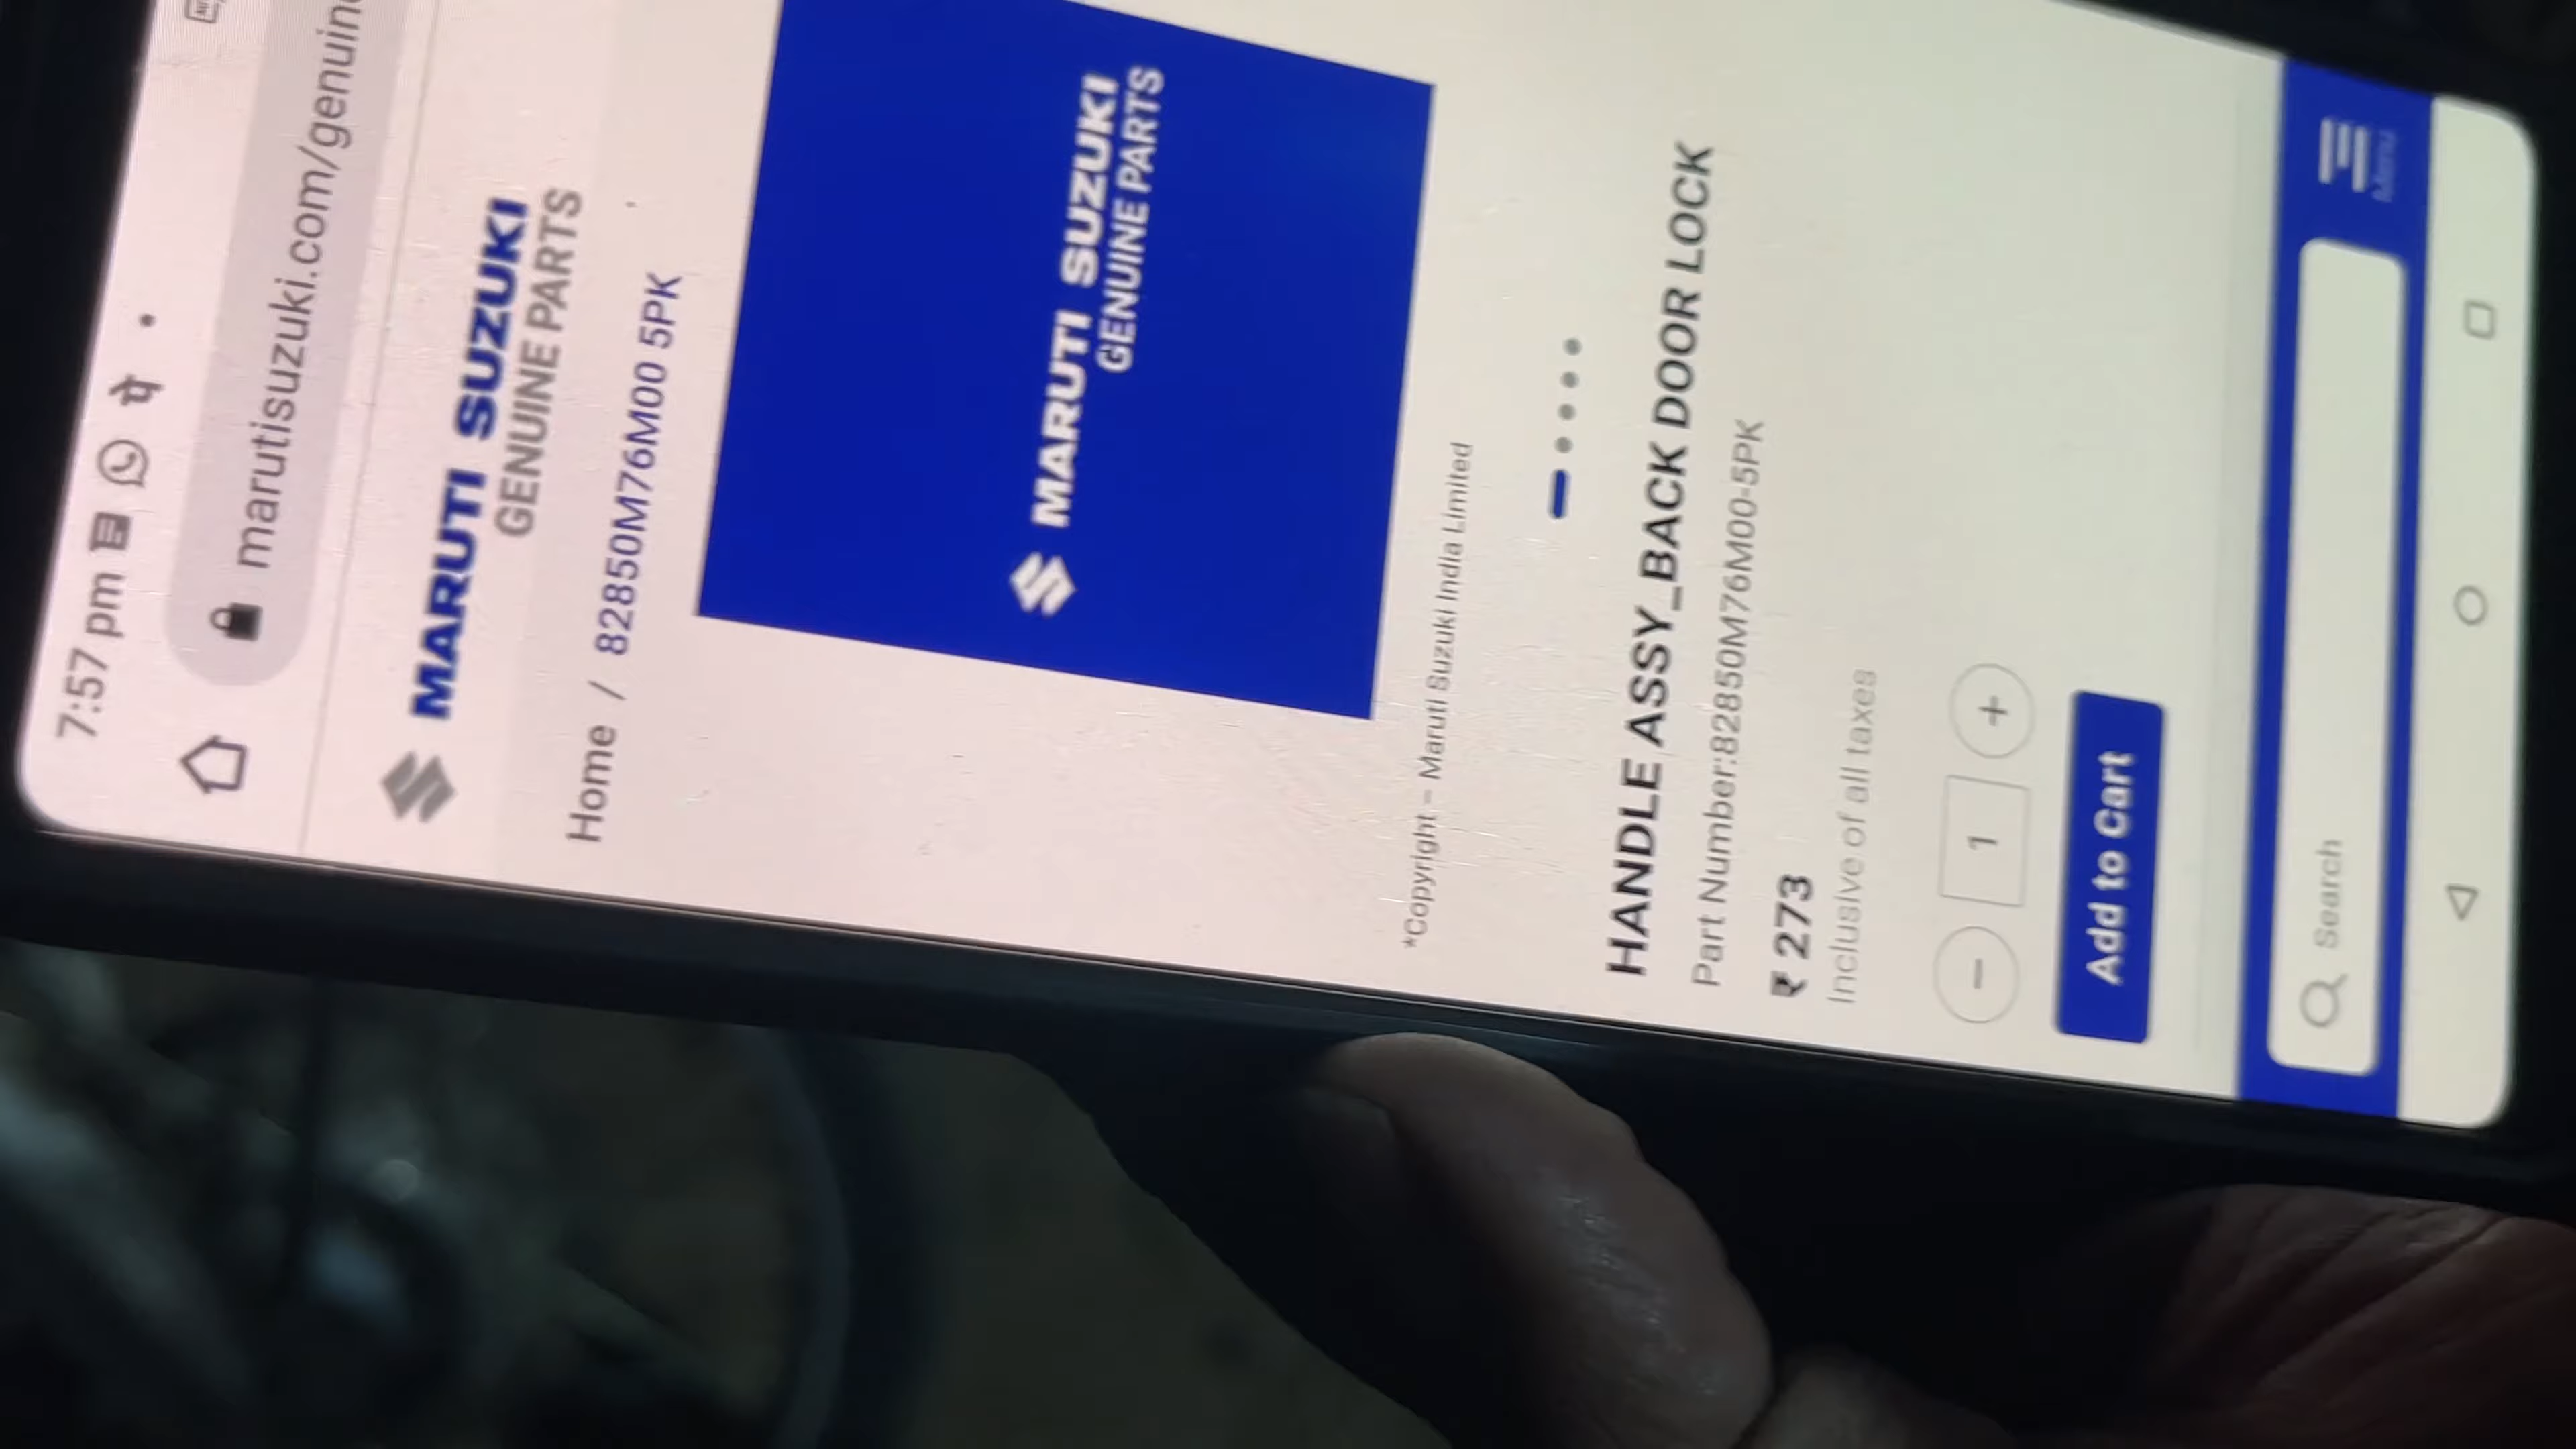 7:57 pm पे
marutisuzuki.com/genuine
MARUTI SUZUKI
GENUINE PARTS
Home / 82850M76M00 5PK
MARUTI SUZUKI
GENUINE PARTS
*Copyright - Maruti Suzuki India Limited
HANDLE ASSY_BACK DOOR LOCK
Part Number:82850M76M00-5PK
₹ 273
Inclusive of all taxes
− 1 +
Add to Cart
Search
Menu